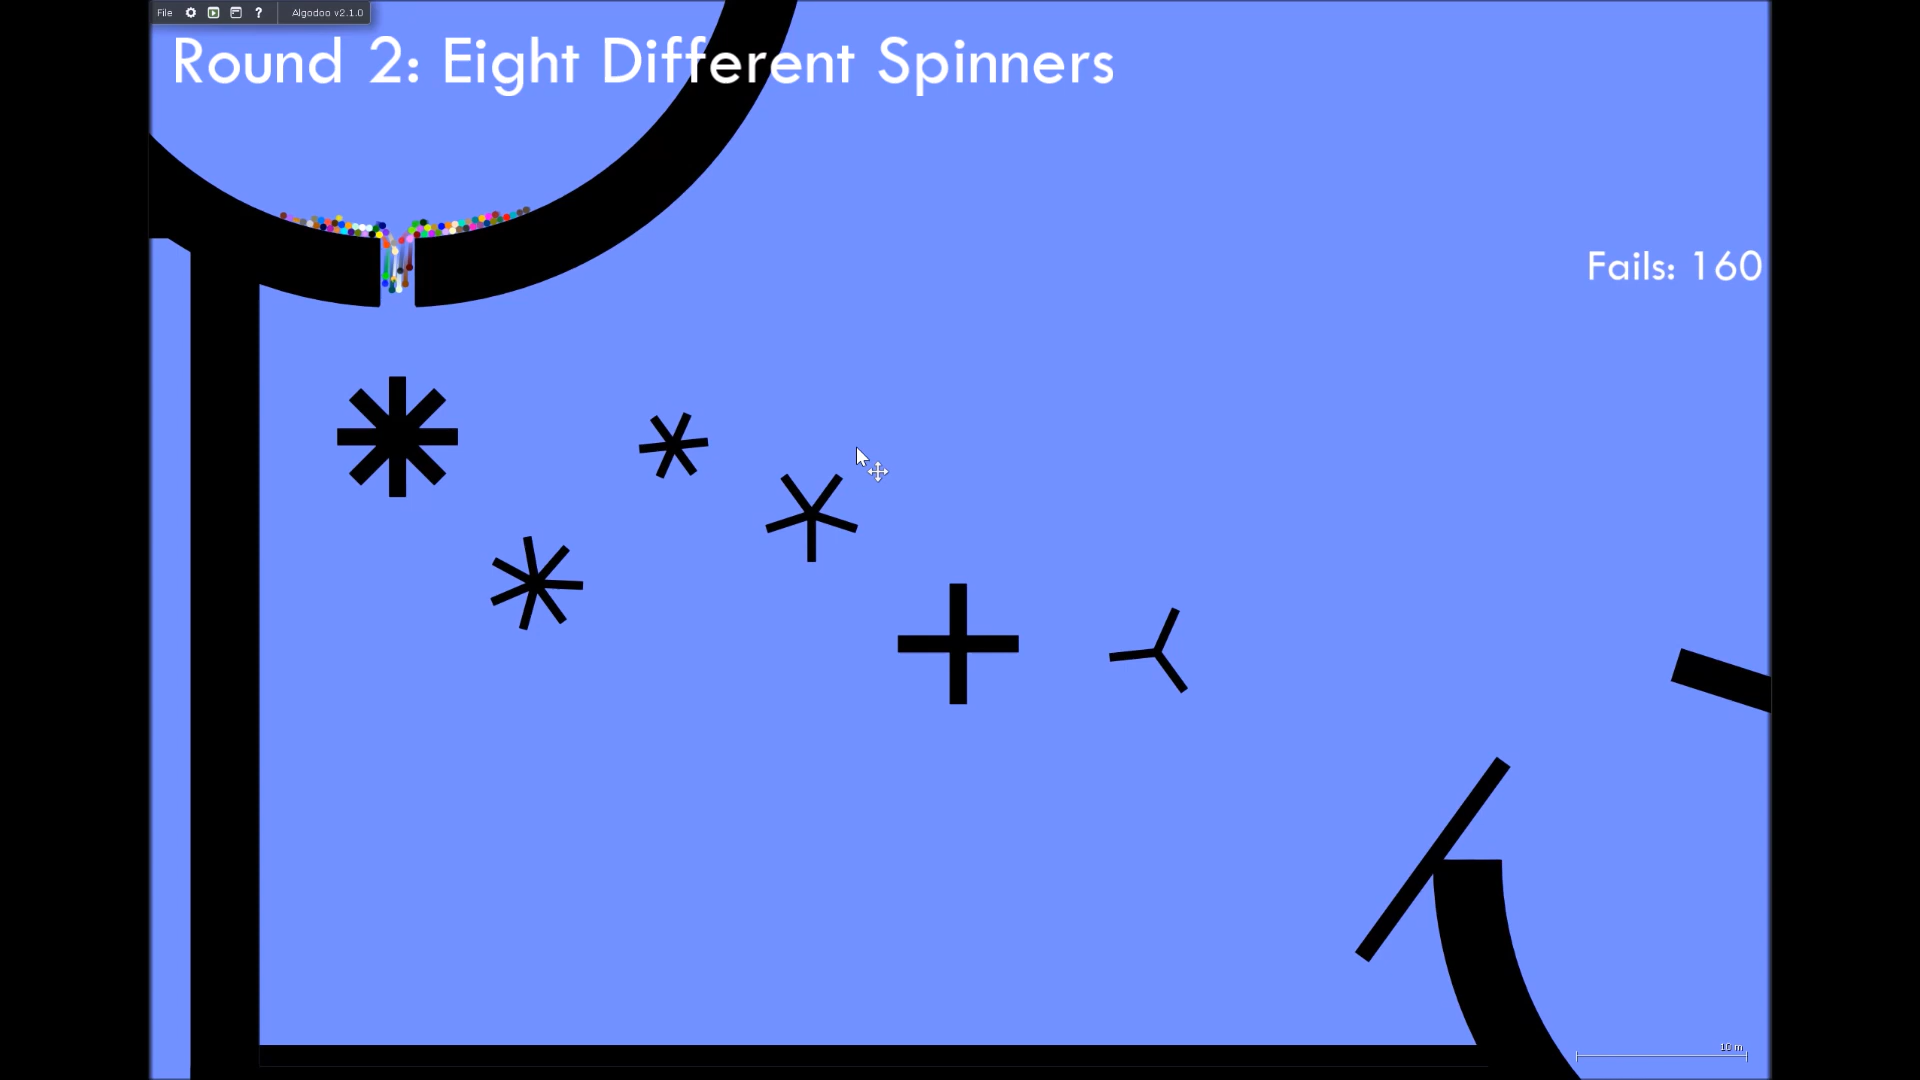 File ? Algodoo v2.1.0
Round 2: Eight Different Spinners
Fails: 160
10 m